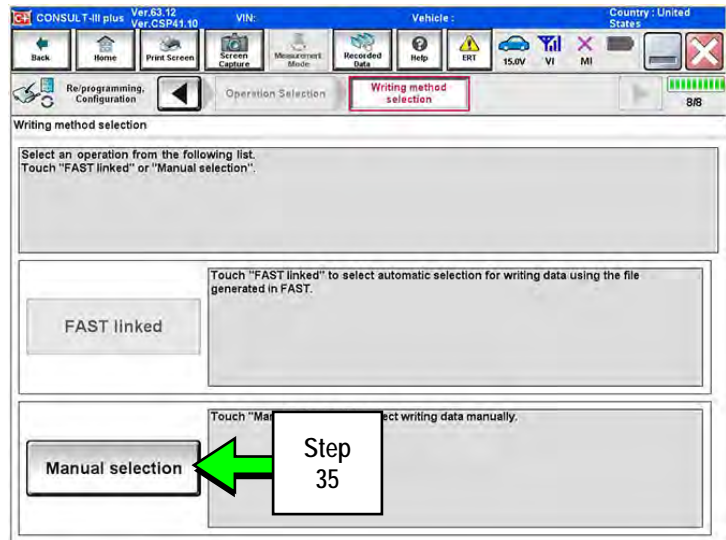 C+ CONSULT-III plus Ver.63.12 VIN: Vehicle : Country : United
Ver.CSP41.10 States
Back Home Print Screen Screen Capture Measurement Mode Recorded Data Help ERT 15.0V VI MI
Re/programming, Configuration Operation Selection Writing method selection 8/8
Writing method selection
Select an operation from the following list.
Touch "FAST linked" or "Manual selection".
Touch "FAST linked" to select automatic selection for writing data using the file
generated in FAST.
FAST linked
Touch "Ma ect writing data manually.
Manual selection
Step
35